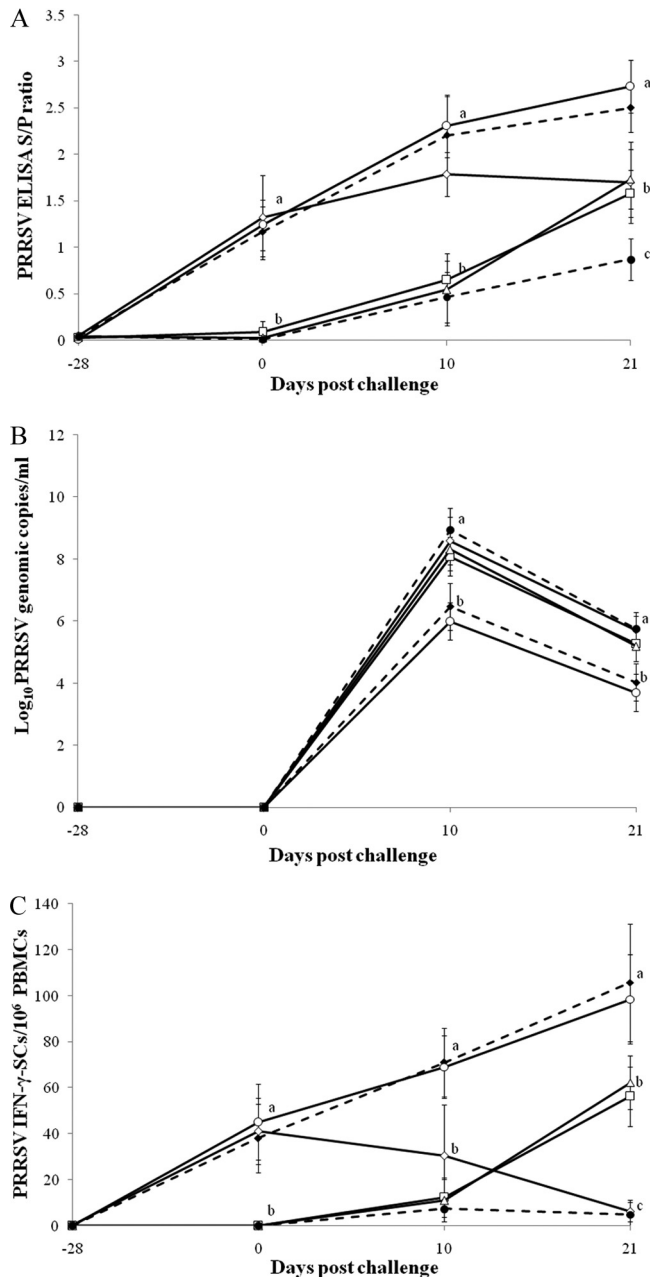 A
PRRSV ELISA S/P ratio
3.5
3
2.5
2
1.5
1
0.5
0
a
b
a
b
a
b
c
-28
0
10
21
Days post challenge
B
Log10 PRRSV genomic copies/ml
12
10
8
6
4
2
0
a
b
a
b
-28
0
10
21
Days post challenge
C
PRRSV IFN-γ-SCs/10⁶ PBMCs
140
120
100
80
60
40
20
0
a
b
a
b
a
b
c
-28
0
10
21
Days post challenge